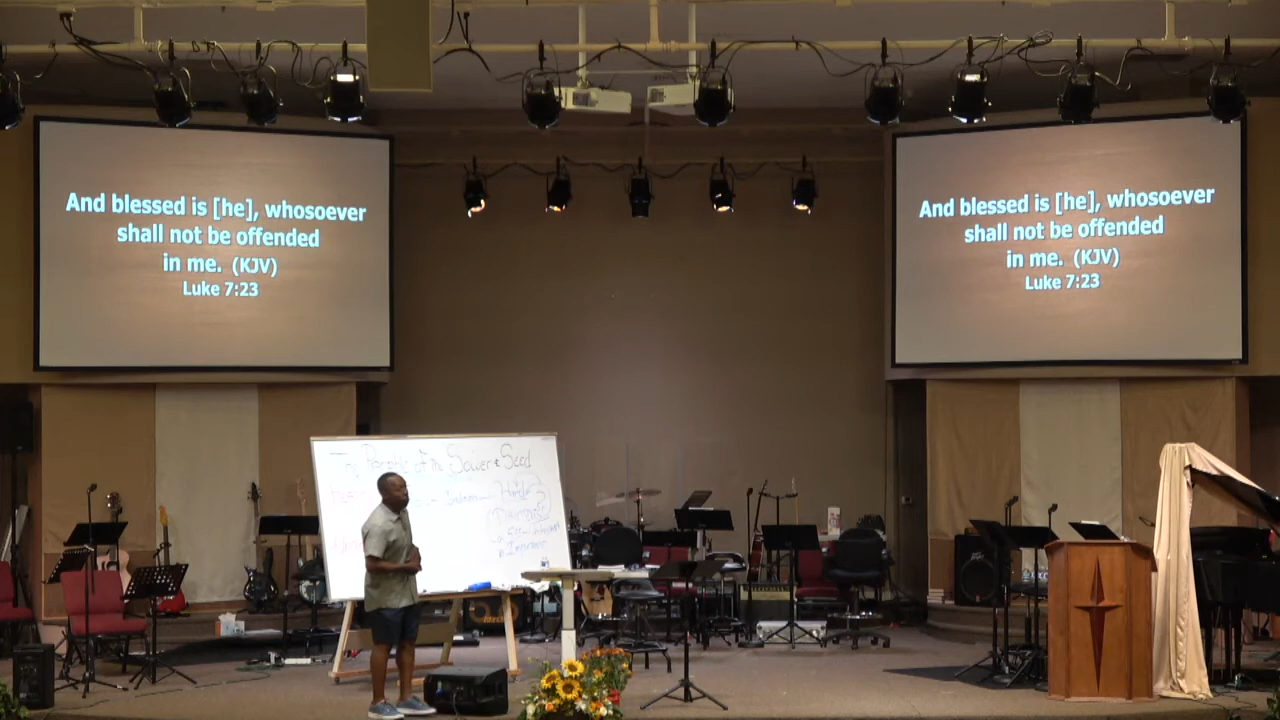 And blessed is [he], whosoever
shall not be offended
in me. (KJV)
Luke 7:23
And blessed is [he], whosoever
shall not be offended
in me. (KJV)
Luke 7:23
The Parable of the Sower & Seed